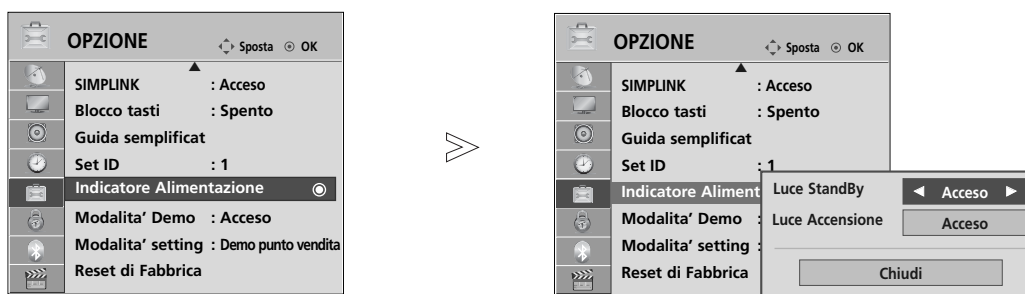 OPZIONE Sposta OK
SIMPLINK : Acceso
Blocco tasti : Spento
Guida semplificat
Set ID : 1
Indicatore Alimentazione
Modalita' Demo : Acceso
Modalita' setting : Demo punto vendita
Reset di Fabbrica
OPZIONE Sposta OK
SIMPLINK : Acceso
Blocco tasti : Spento
Guida semplificat
Set ID : 1
Indicatore Aliment
Modalita' Demo :
Modalita' setting :
Reset di Fabbrica
Luce StandBy ◀ Acceso ▶
Luce Accensione Acceso
Chiudi